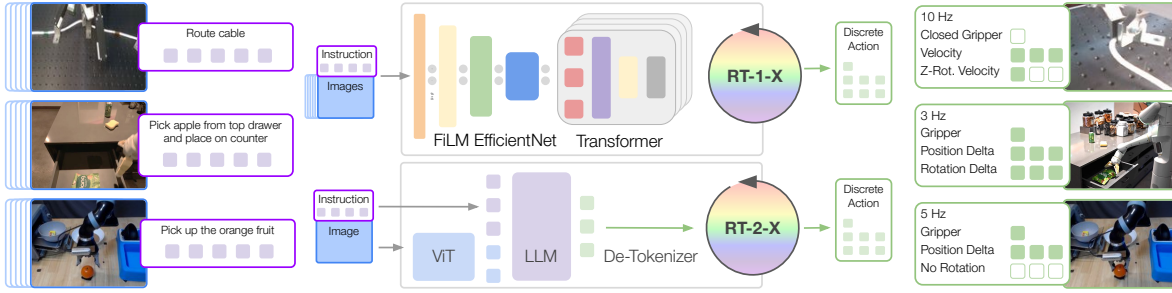 Route cable
Pick apple from top drawer
and place on counter
Pick up the orange fruit
Instruction
Images
FiLM EfficientNet
Transformer
RT-1-X
Discrete
Action
Instruction
Image
ViT
LLM
De-Tokenizer
RT-2-X
Discrete
Action
10 Hz
Closed Gripper
Velocity
Z-Rot. Velocity
3 Hz
Gripper
Position Delta
Rotation Delta
5 Hz
Gripper
Position Delta
No Rotation